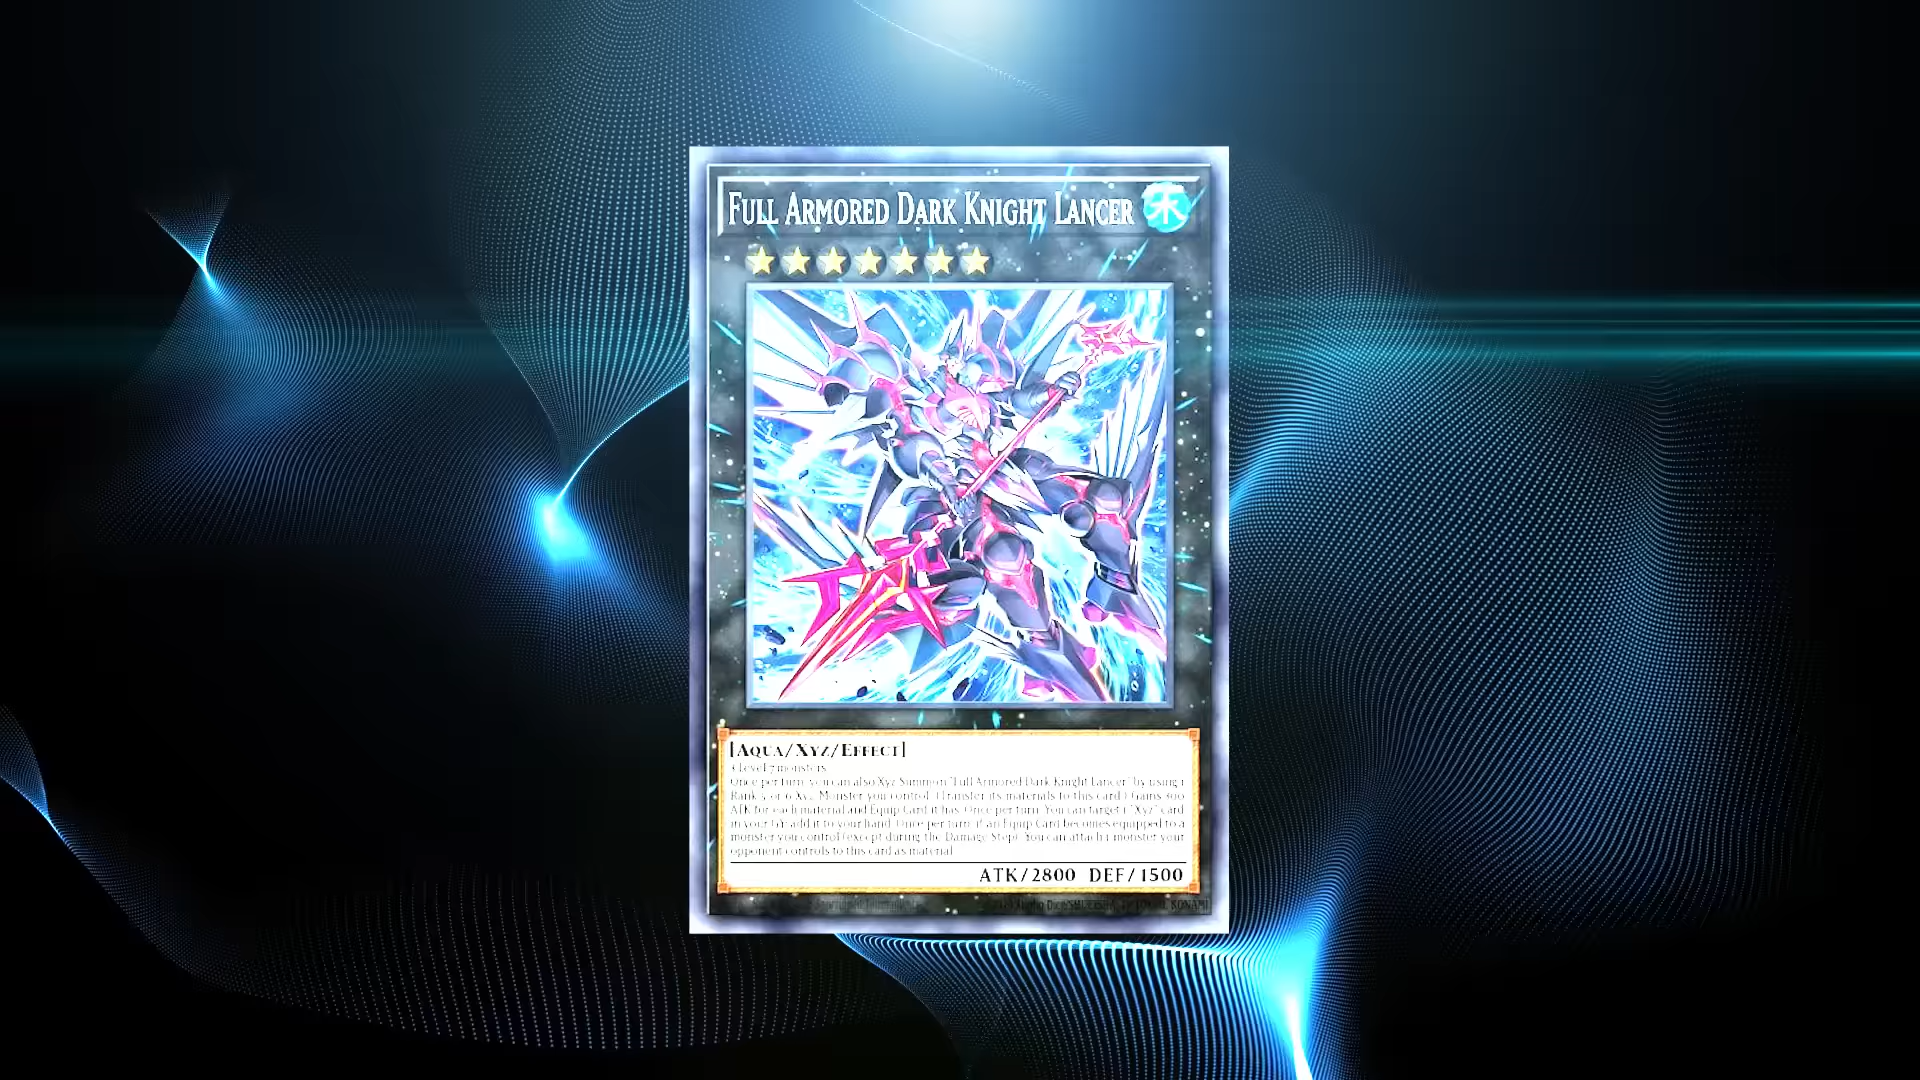 FULL ARMORED DARK KNIGHT LANCER 水
[AQUA/XYZ/EFFECT]
3 Level 7 monsters
Once per turn, you can also Xyz Summon "Full Armored Dark Knight Lancer" by using 1
Rank 5 or 6 Xyz Monster you control. (Transfer its materials to this card.) Gains 300
ATK for each material and Equip Card it has. Once per turn: You can target 1 "Xyz" card
in your GY; add it to your hand. Once per turn, if an Equip Card becomes equipped to a
monster you control (except during the Damage Step): You can attach 1 monster your
opponent controls to this card as material.
ATK/2800 DEF/1500
KONAMI